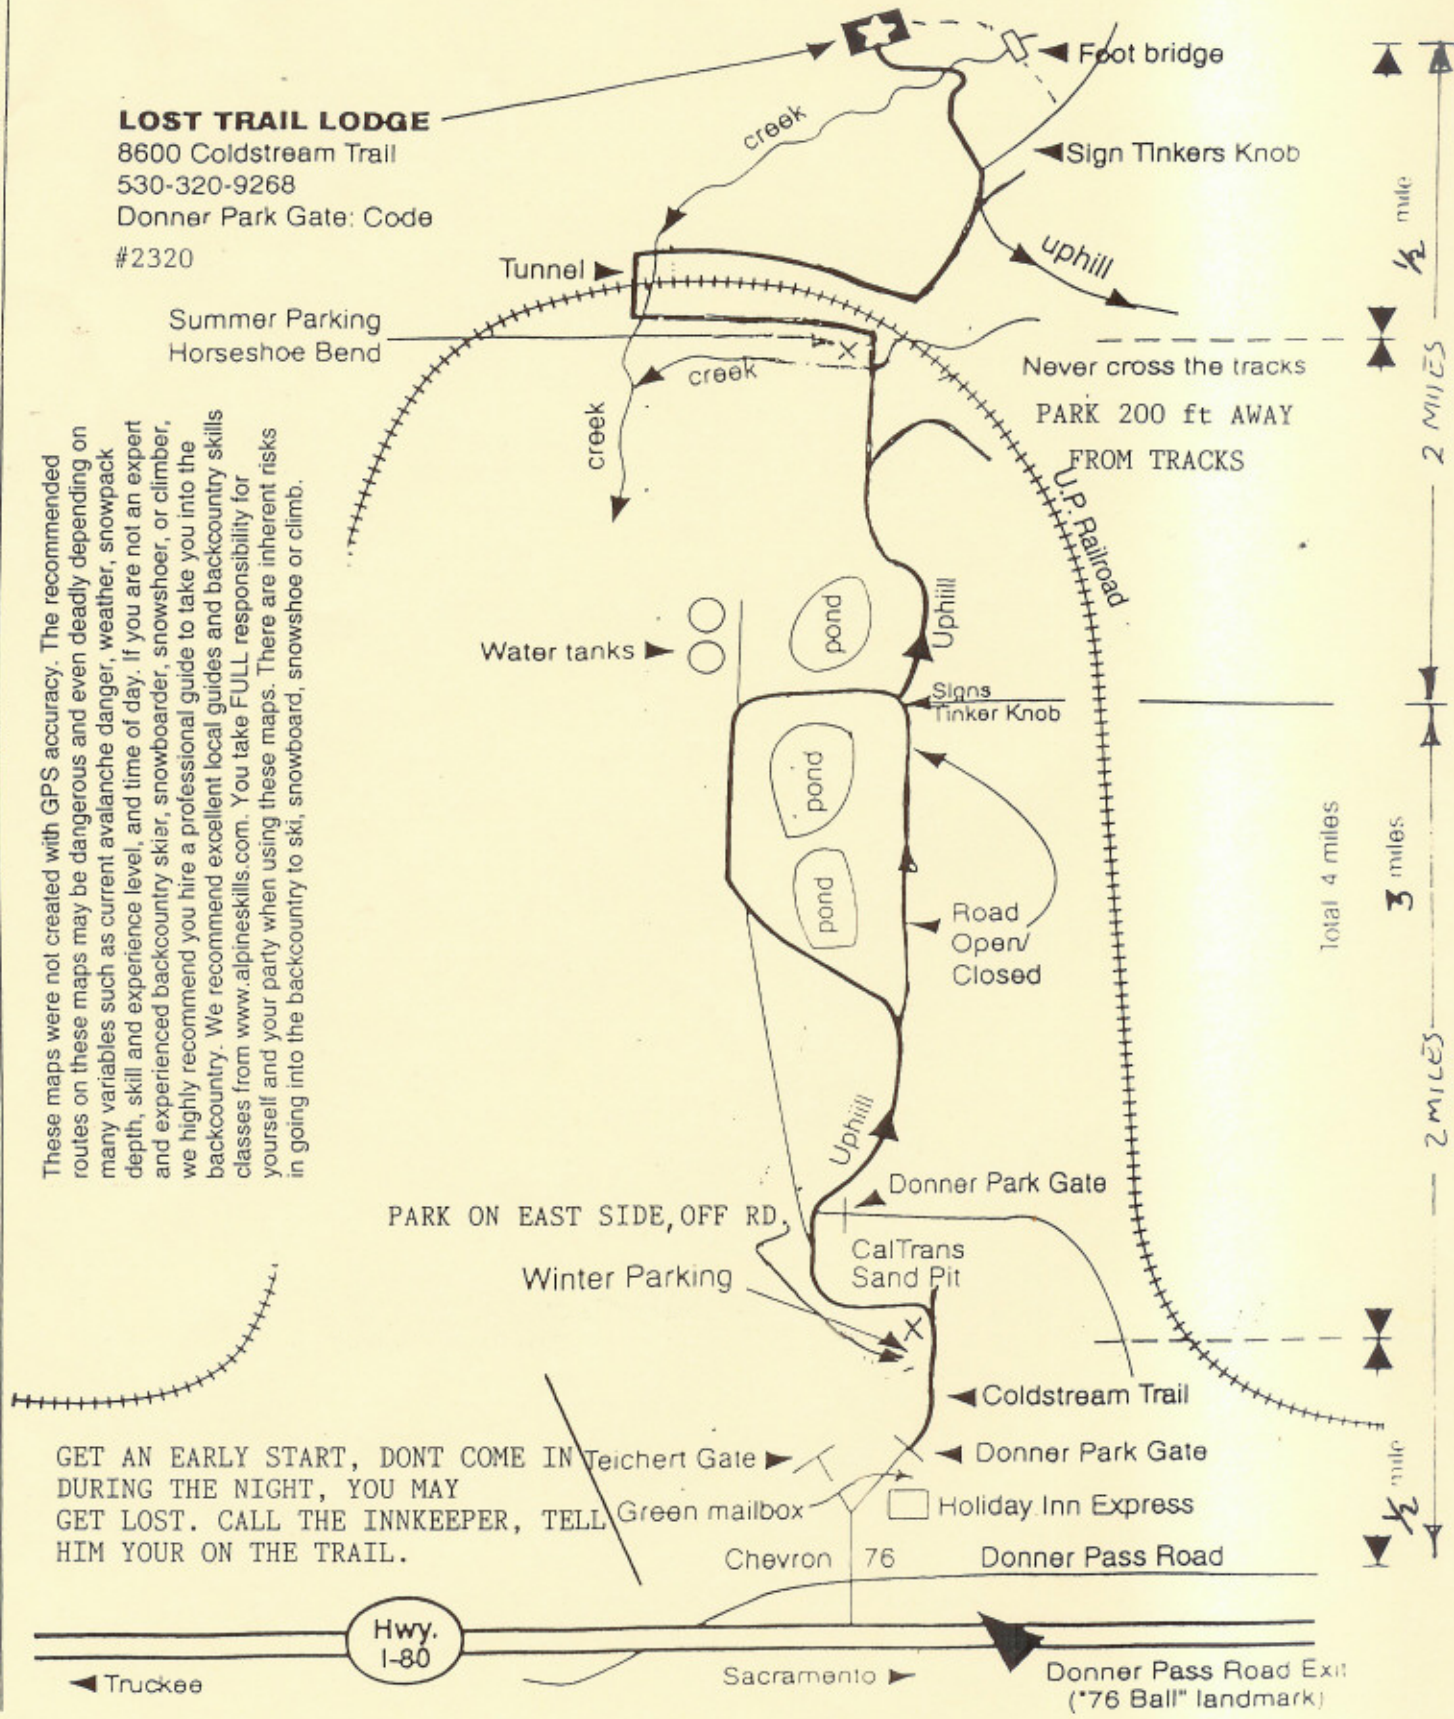 Foot bridge
LOST TRAIL LODGE
8600 Coldstream Trail
530-320-9268
Donner Park Gate: Code
#2320
creek
Sign Tinkers Knob
½ mile
uphill
Tunnel
Summer Parking
Horseshoe Bend
creek
creek
Never cross the tracks
PARK 200 ft AWAY
FROM TRACKS
2 MILES
U.P. Railroad
These maps were not created with GPS accuracy. The recommended
routes on these maps may be dangerous and even deadly depending on
many variables such as current avalanche danger, weather, snowpack
depth, skill and experience level, and time of day. If you are not an expert
and experienced backcountry skier, snowboarder, snowshoer, or climber,
we highly recommend you hire a professional guide to take you into the
backcountry. We recommend excellent local guides and backcountry skills
classes from www.alpineskills.com. You take FULL responsibility for
yourself and your party when using these maps. There are inherent risks
in going into the backcountry to ski, snowboard, snowshoe or climb.
pond
Uphill
Water tanks
Signs
Tinker Knob
pond
pond
Road
Open/
Closed
Total 4 miles
3 miles
2 MILES
Uphill
Donner Park Gate
PARK ON EAST SIDE,OFF RD.
CalTrans
Sand Pit
Winter Parking
Coldstream Trail
GET AN EARLY START, DONT COME IN
DURING THE NIGHT, YOU MAY
GET LOST. CALL THE INNKEEPER, TELL
HIM YOUR ON THE TRAIL.
Teichert Gate
Donner Park Gate
½ mile
Green mailbox
Holiday Inn Express
Chevron
76
Donner Pass Road
Hwy.
I-80
Truckee
Sacramento
Donner Pass Road Exit
("76 Ball" landmark)